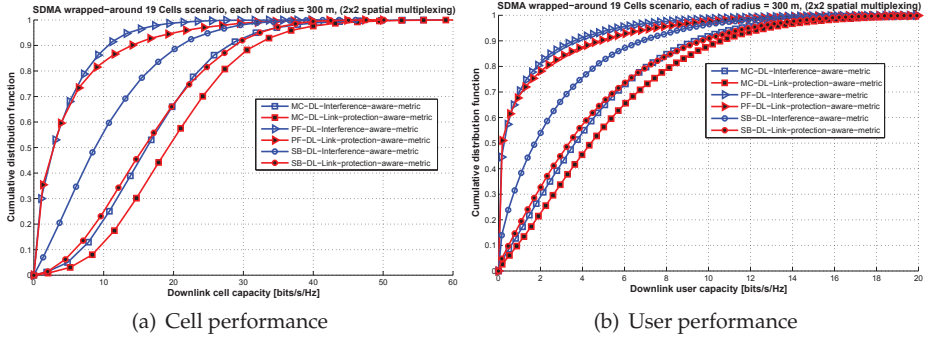 SDMA wrapped-around 19 Cells scenario, each of radius = 300 m, (2x2 spatial multiplexing)
Cumulative distribution function
1
0.9
0.8
0.7
0.6
0.5
0.4
0.3
0.2
0.1
0
MC-DL-Interference-aware-metric
MC-DL-Link-protection-aware-metric
PF-DL-Interference-aware-metric
PF-DL-Link-protection-aware-metric
SB-DL-Interference-aware-metric
SB-DL-Link-protection-aware-metric
0 10 20 30 40 50 60
Downlink cell capacity [bits/s/Hz]
(a) Cell performance
SDMA wrapped-around 19 Cells scenario, each of radius = 300 m, (2x2 spatial multiplexing)
Cumulative distribution function
1
0.9
0.8
0.7
0.6
0.5
0.4
0.3
0.2
0.1
0
MC-DL-Interference-aware-metric
MC-DL-Link-protection-aware-metric
PF-DL-Interference-aware-metric
PF-DL-Link-protection-aware-metric
SB-DL-Interference-aware-metric
SB-DL-Link-protection-aware-metric
0 2 4 6 8 10 12 14 16 18 20
Downlink user capacity [bits/s/Hz]
(b) User performance